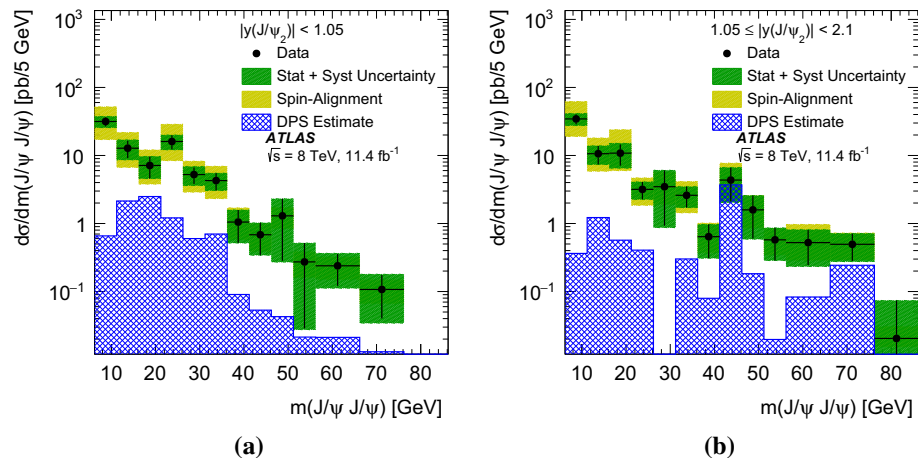 dσ/dm(J/ψ J/ψ) [pb/5 GeV]
10³
10²
10
1
10⁻¹
|y(J/ψ₂)| < 1.05
Data
Stat + Syst Uncertainty
Spin-Alignment
DPS Estimate
ATLAS
√s = 8 TeV, 11.4 fb⁻¹
10 20 30 40 50 60 70 80
m(J/ψ J/ψ) [GeV]
(a)
dσ/dm(J/ψ J/ψ) [pb/5 GeV]
10³
10²
10
1
10⁻¹
1.05 ≤ |y(J/ψ₂)| < 2.1
Data
Stat + Syst Uncertainty
Spin-Alignment
DPS Estimate
ATLAS
√s = 8 TeV, 11.4 fb⁻¹
10 20 30 40 50 60 70 80
m(J/ψ J/ψ) [GeV]
(b)